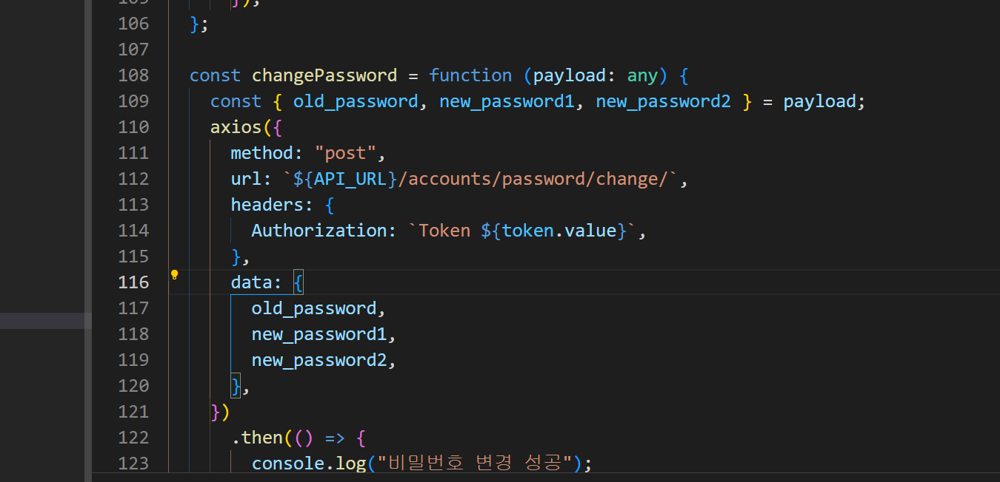 105 });
106 };
107
108 const changePassword = function (payload: any) {
109 const { old_password, new_password1, new_password2 } = payload;
110 axios({
111 method: "post",
112 url: `${API_URL}/accounts/password/change/`,
113 headers: {
114 Authorization: `Token ${token.value}`,
115 },
116 data: {
117 old_password,
118 new_password1,
119 new_password2,
120 },
121 })
122 .then(() => {
123 console.log("비밀번호 변경 성공");